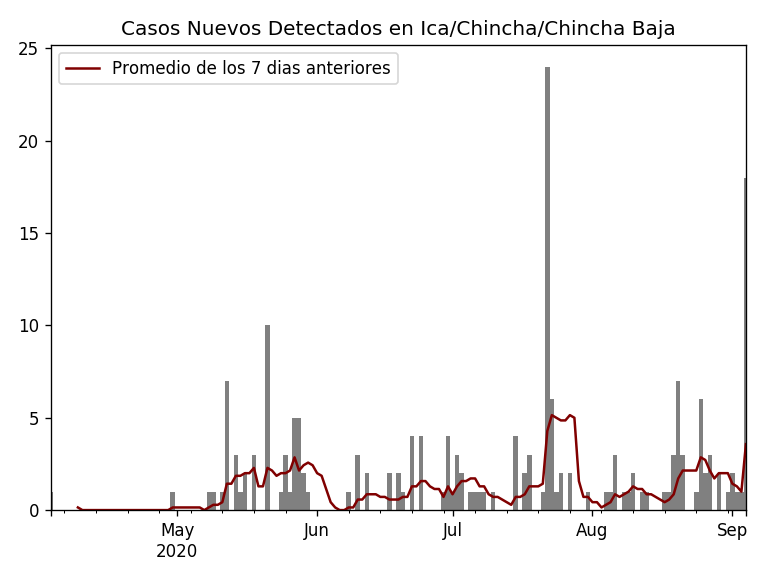 Casos Nuevos Detectados en Ica/Chincha/Chincha Baja
Promedio de los 7 dias anteriores
25
20
15
10
5
0
May Jun Jul Aug Sep
2020